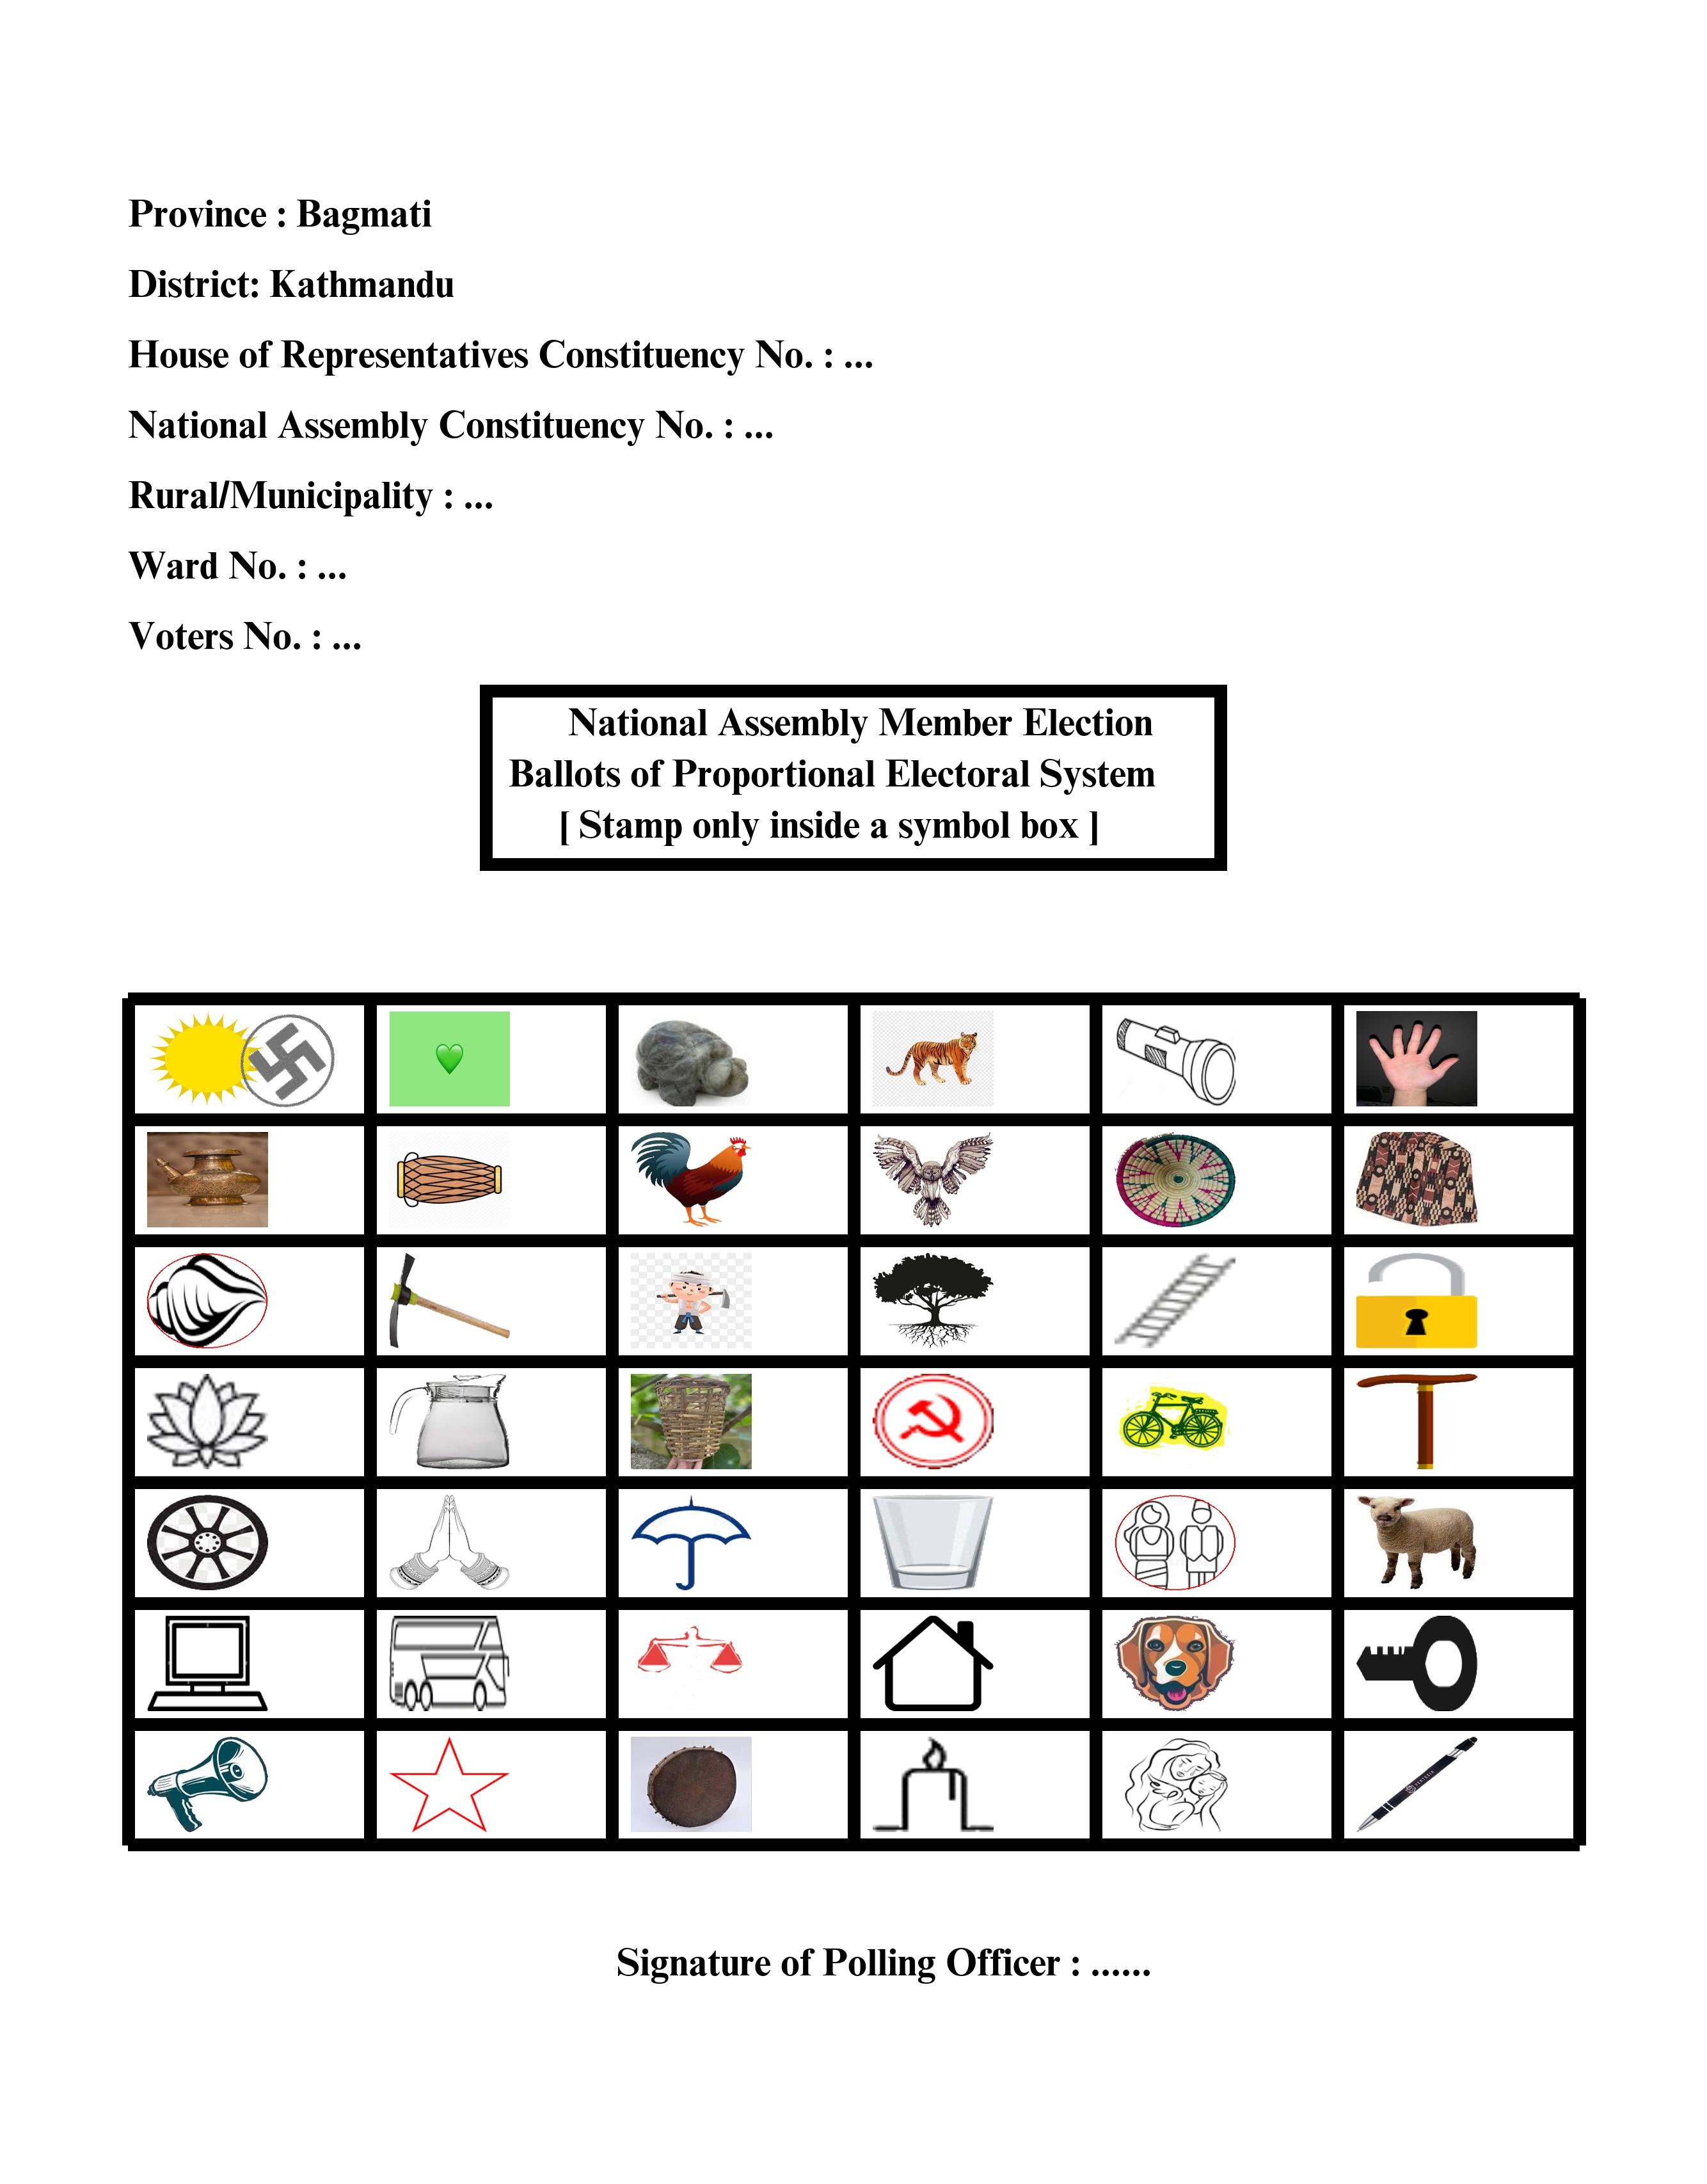 Province : Bagmati
District: Kathmandu
House of Representatives Constituency No. : ...
National Assembly Constituency No. : ...
Rural/Municipality : ...
Ward No. : ...
Voters No. : ...
National Assembly Member Election
Ballots of Proportional Electoral System
[ Stamp only inside a symbol box ]
Signature of Polling Officer : ......